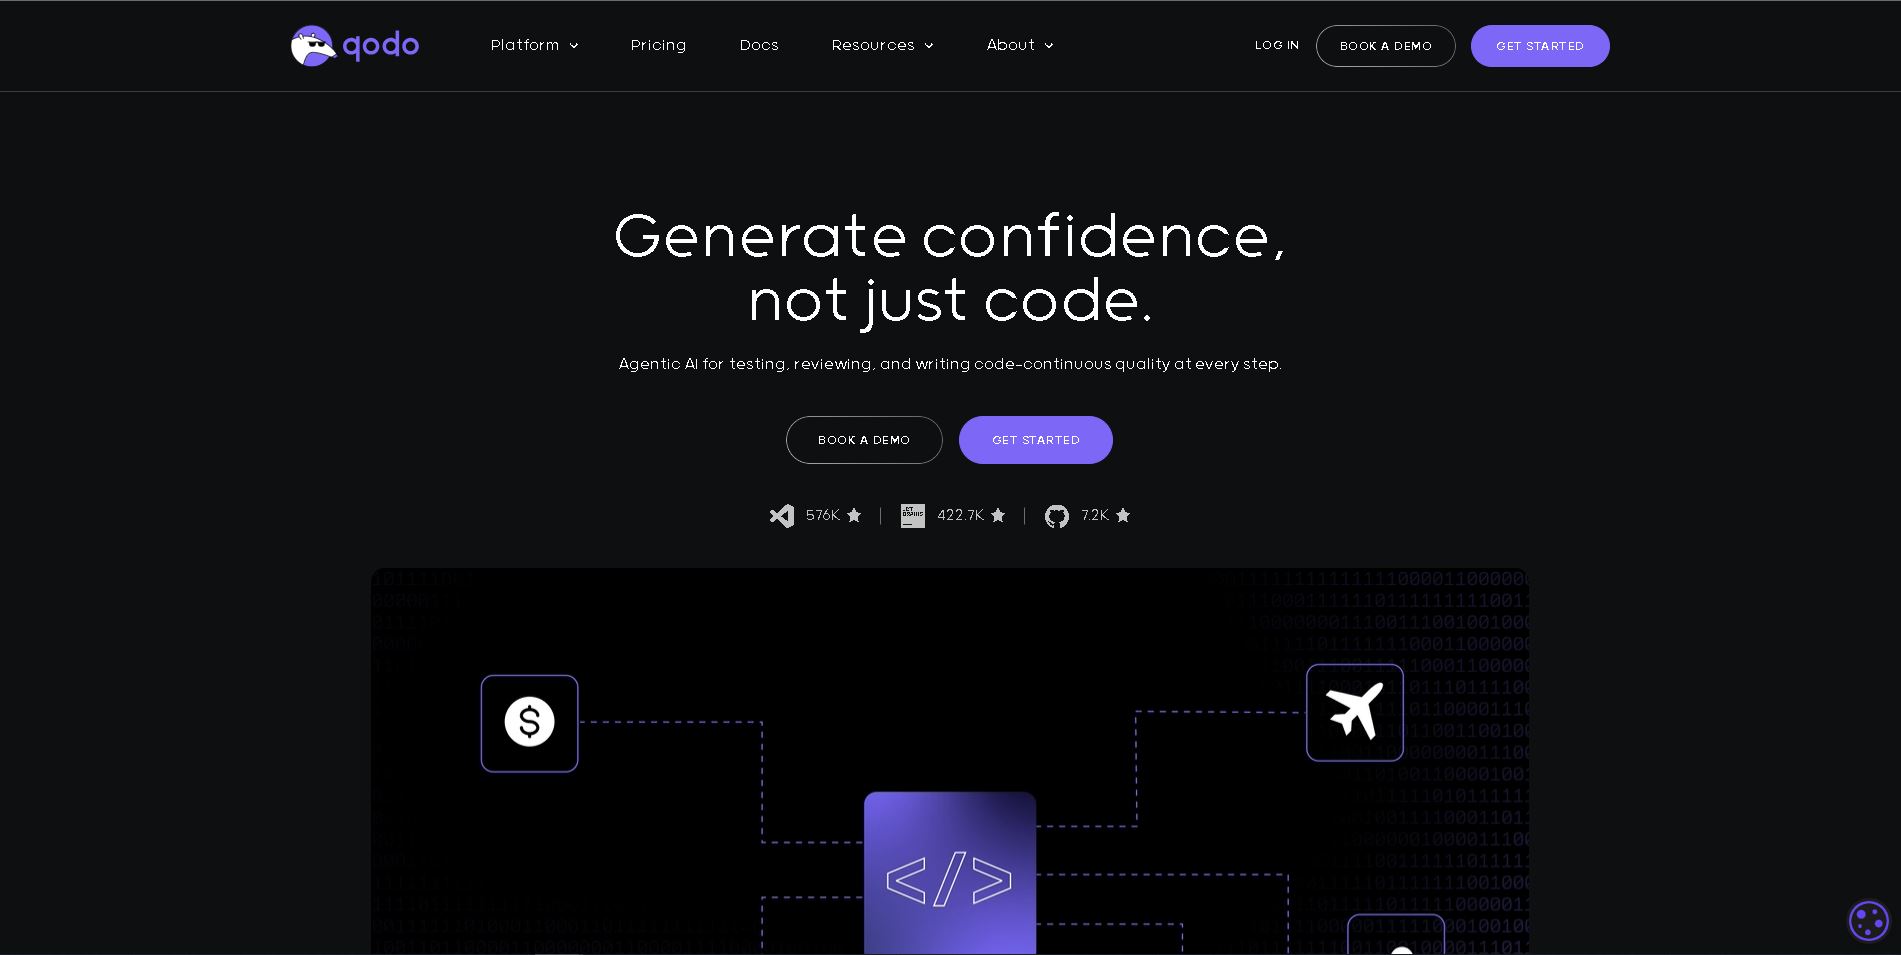 qodo
Platform
Pricing
Docs
Resources
About
LOG IN
BOOK A DEMO
GET STARTED
Generate confidence,
not just code.
Agentic AI for testing, reviewing, and writing code-continuous quality at every step.
BOOK A DEMO
GET STARTED
576K
JET
BRAINS
422.7K
7.2K
$
</>